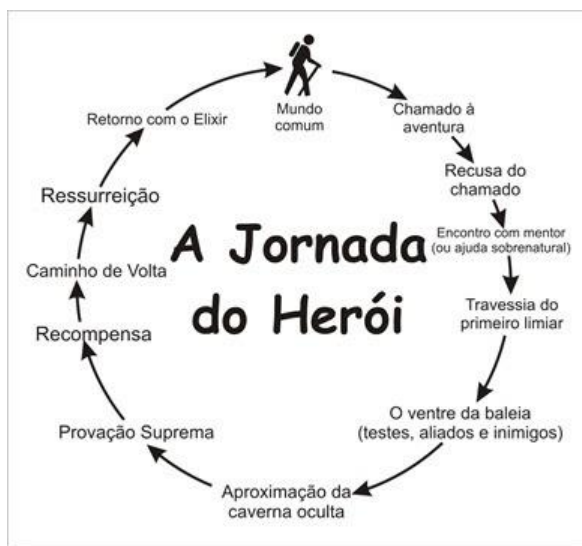 A Jornada
do Herói
Mundo
comum
Chamado à
aventura
Recusa do
chamado
Encontro com mentor
(ou ajuda sobrenatural)
Travessia do
primeiro limiar
O ventre da baleia
(testes, aliados e inimigos)
Aproximação da
caverna oculta
Provação Suprema
Recompensa
Caminho de Volta
Ressurreição
Retorno com o Elixir